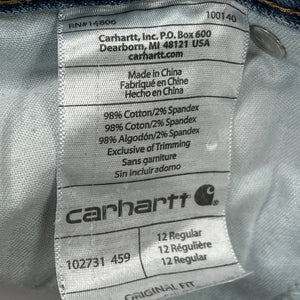 RN#14806 100140
Carhartt, Inc. P.O. Box 600
Dearborn, MI 48121 USA
carhartt.com
Made in China
Fabriqué en Chine
Hecho en China
98% Cotton/2% Spandex
98% Coton/2% Spandex
98% Algodón/2% Spandex
Exclusive of Trimming
Sans garniture
Sin incluir adorno
carhartt
102731 459
12 Regular
12 Régulière
12 Regular
ORIGINAL FIT